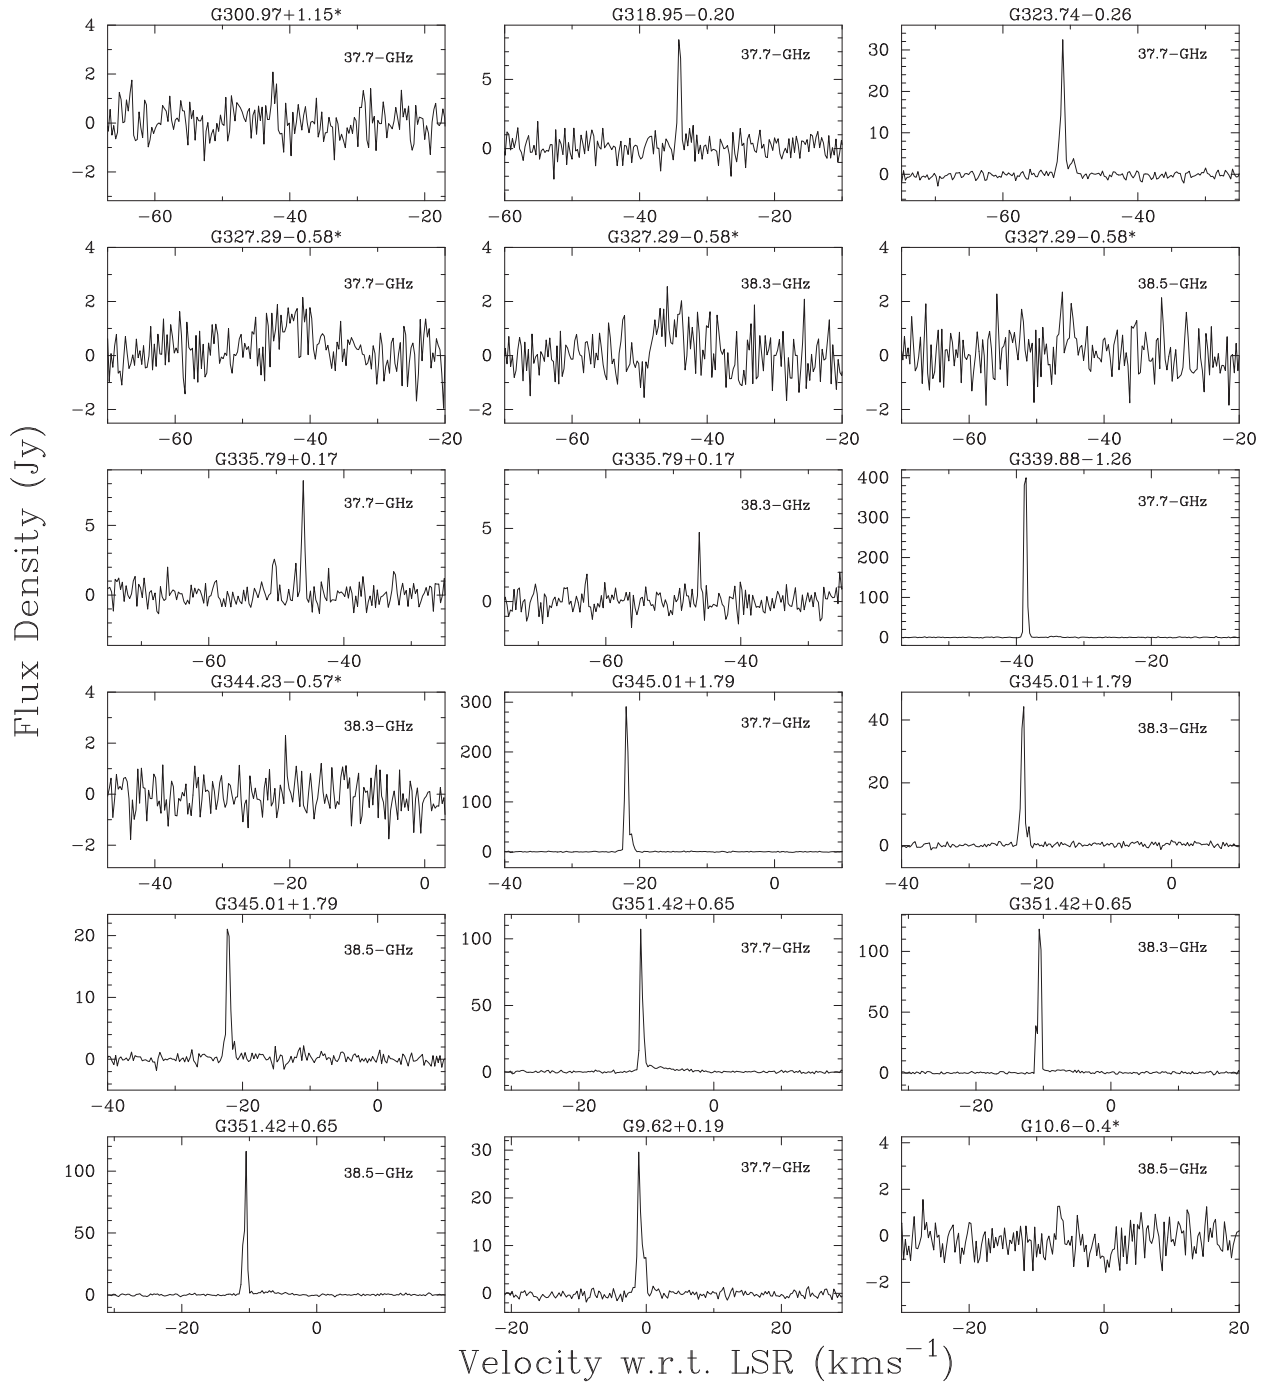 G300.97+1.15*
G318.95−0.20
G323.74−0.26
37.7−GHz
37.7−GHz
37.7−GHz
4
2
0
−2
5
0
30
20
10
0
−60 −40 −20
−60 −40 −20
−60 −40
G327.29−0.58*
G327.29−0.58*
G327.29−0.58*
37.7−GHz
38.3−GHz
38.5−GHz
4
2
0
−2
4
2
0
−2
4
2
0
−2
−60 −40 −20
−60 −40 −20
−60 −40 −20
G335.79+0.17
G335.79+0.17
G339.88−1.26
37.7−GHz
38.3−GHz
37.7−GHz
5
0
5
0
400
300
200
100
0
−60 −40
−60 −40
−40 −20
G344.23−0.57*
G345.01+1.79
G345.01+1.79
38.3−GHz
37.7−GHz
38.3−GHz
4
2
0
−2
300
200
100
0
40
20
0
−40 −20 0
−40 −20 0
−40 −20 0
G345.01+1.79
G351.42+0.65
G351.42+0.65
38.5−GHz
37.7−GHz
38.3−GHz
20
10
0
100
50
0
100
50
0
−40 −20 0
−20 0
−20 0
G351.42+0.65
G9.62+0.19
G10.6−0.4*
38.5−GHz
37.7−GHz
38.5−GHz
100
50
0
30
20
10
0
4
2
0
−2
−20 0
−20 0 20
−30 −20 −10 0 10 20
Flux Density (Jy)
Velocity w.r.t. LSR (kms⁻¹)